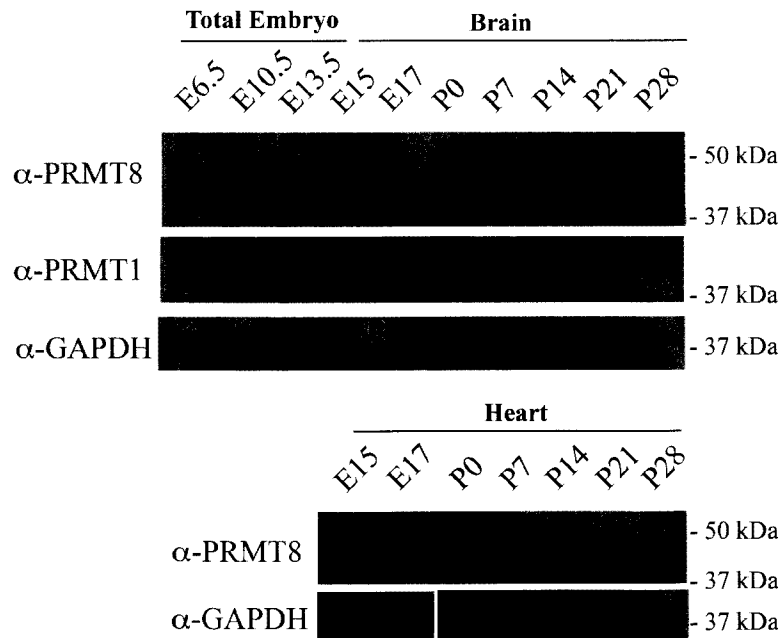 Total Embryo Brain
E6.5 E10.5 E13.5 E15 E17 P0 P7 P14 P21 P28
α-PRMT8
- 50 kDa
- 37 kDa
α-PRMT1
- 37 kDa
α-GAPDH
- 37 kDa
Heart
E15 E17 P0 P7 P14 P21 P28
α-PRMT8
- 50 kDa
- 37 kDa
α-GAPDH
- 37 kDa